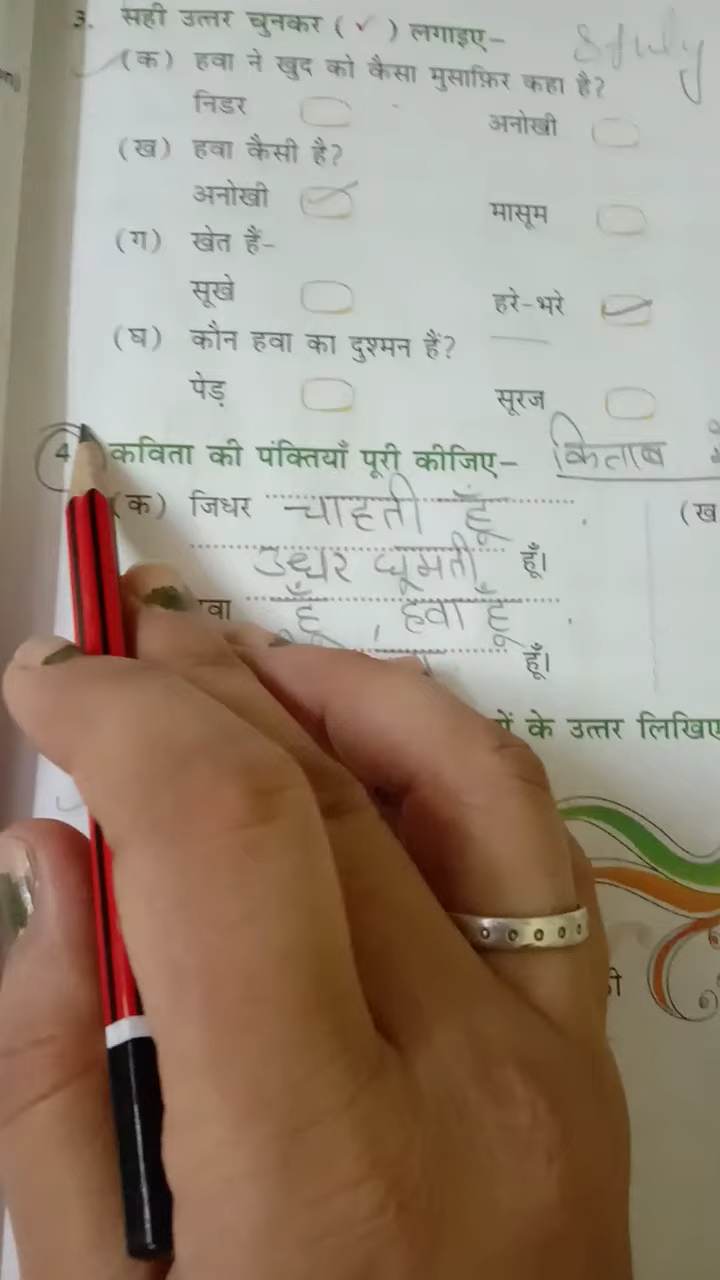 3. सही उत्तर चुनकर ( ✓ ) लगाइए–
study
(क) हवा ने खुद को कैसा मुसाफ़िर कहा है?
निडर अनोखी
(ख) हवा कैसी है?
अनोखी मासूम
(ग) खेत हैं–
सूखे हरे-भरे
(घ) कौन हवा का दुश्मन हैं?
पेड़ सूरज
4 कविता की पंक्तियाँ पूरी कीजिए– किताब
(क) जिधर चाहती हूँ (ख
उधर घूमती हूँ।
हूँ, हवा हूँ
हूँ।
के उत्तर लिखिए